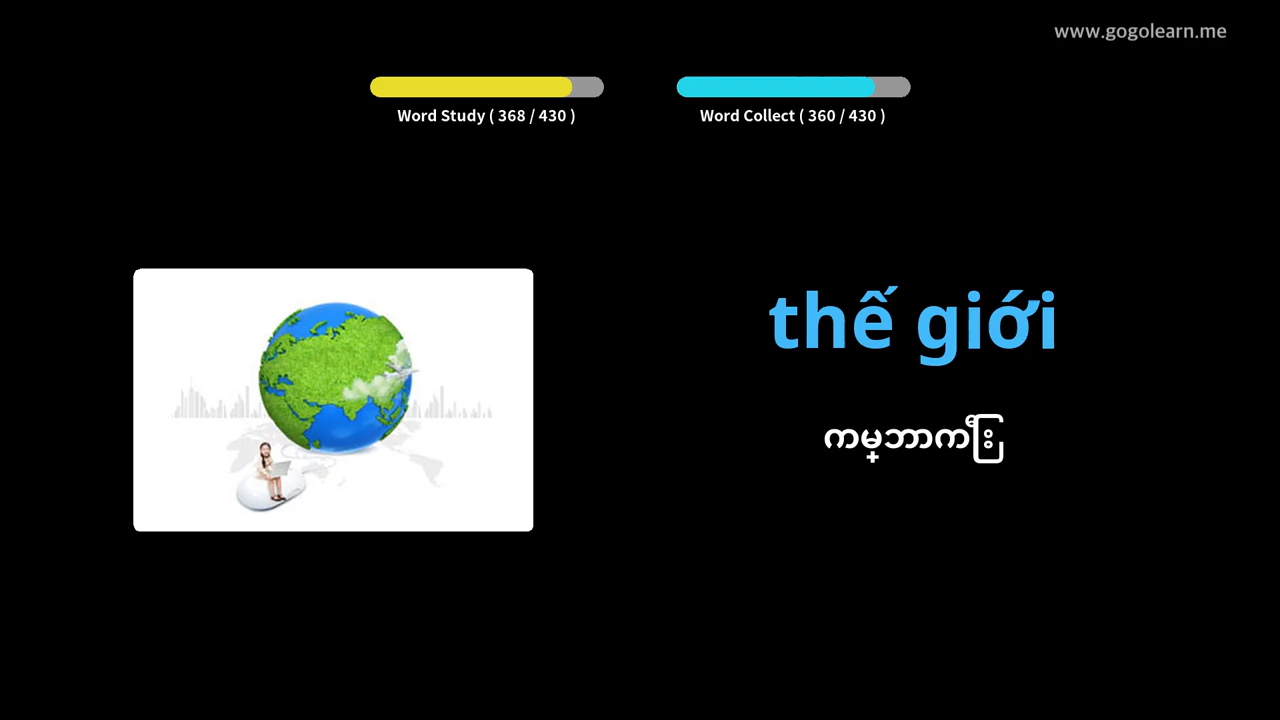 www.gogolearn.me
Word Study ( 368 / 430 )
Word Collect ( 360 / 430 )
thế giới
ကမ္ဘာကြီး